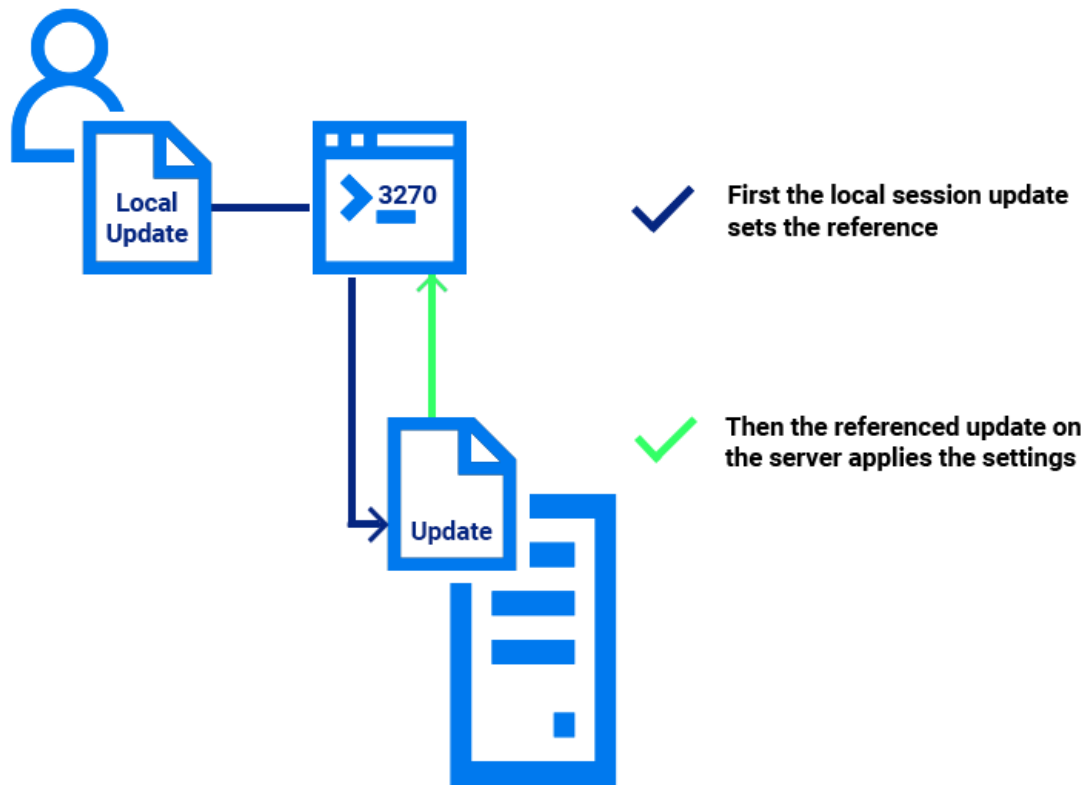 Local
Update
3270
First the local session update
sets the reference
Then the referenced update on
the server applies the settings
Update